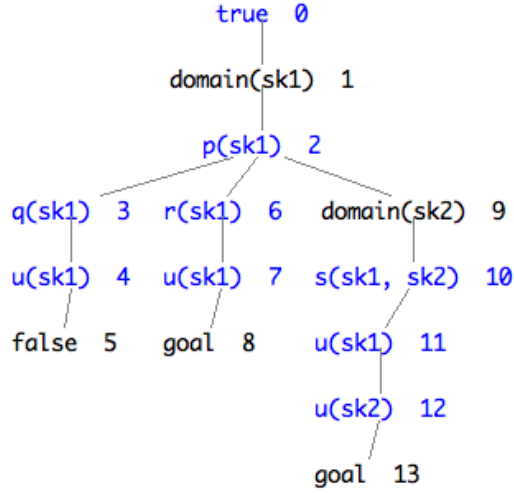 true 0
domain(sk1) 1
p(sk1) 2
q(sk1) 3 r(sk1) 6 domain(sk2) 9
u(sk1) 4 u(sk1) 7 s(sk1, sk2) 10
false 5 goal 8 u(sk1) 11
u(sk2) 12
goal 13